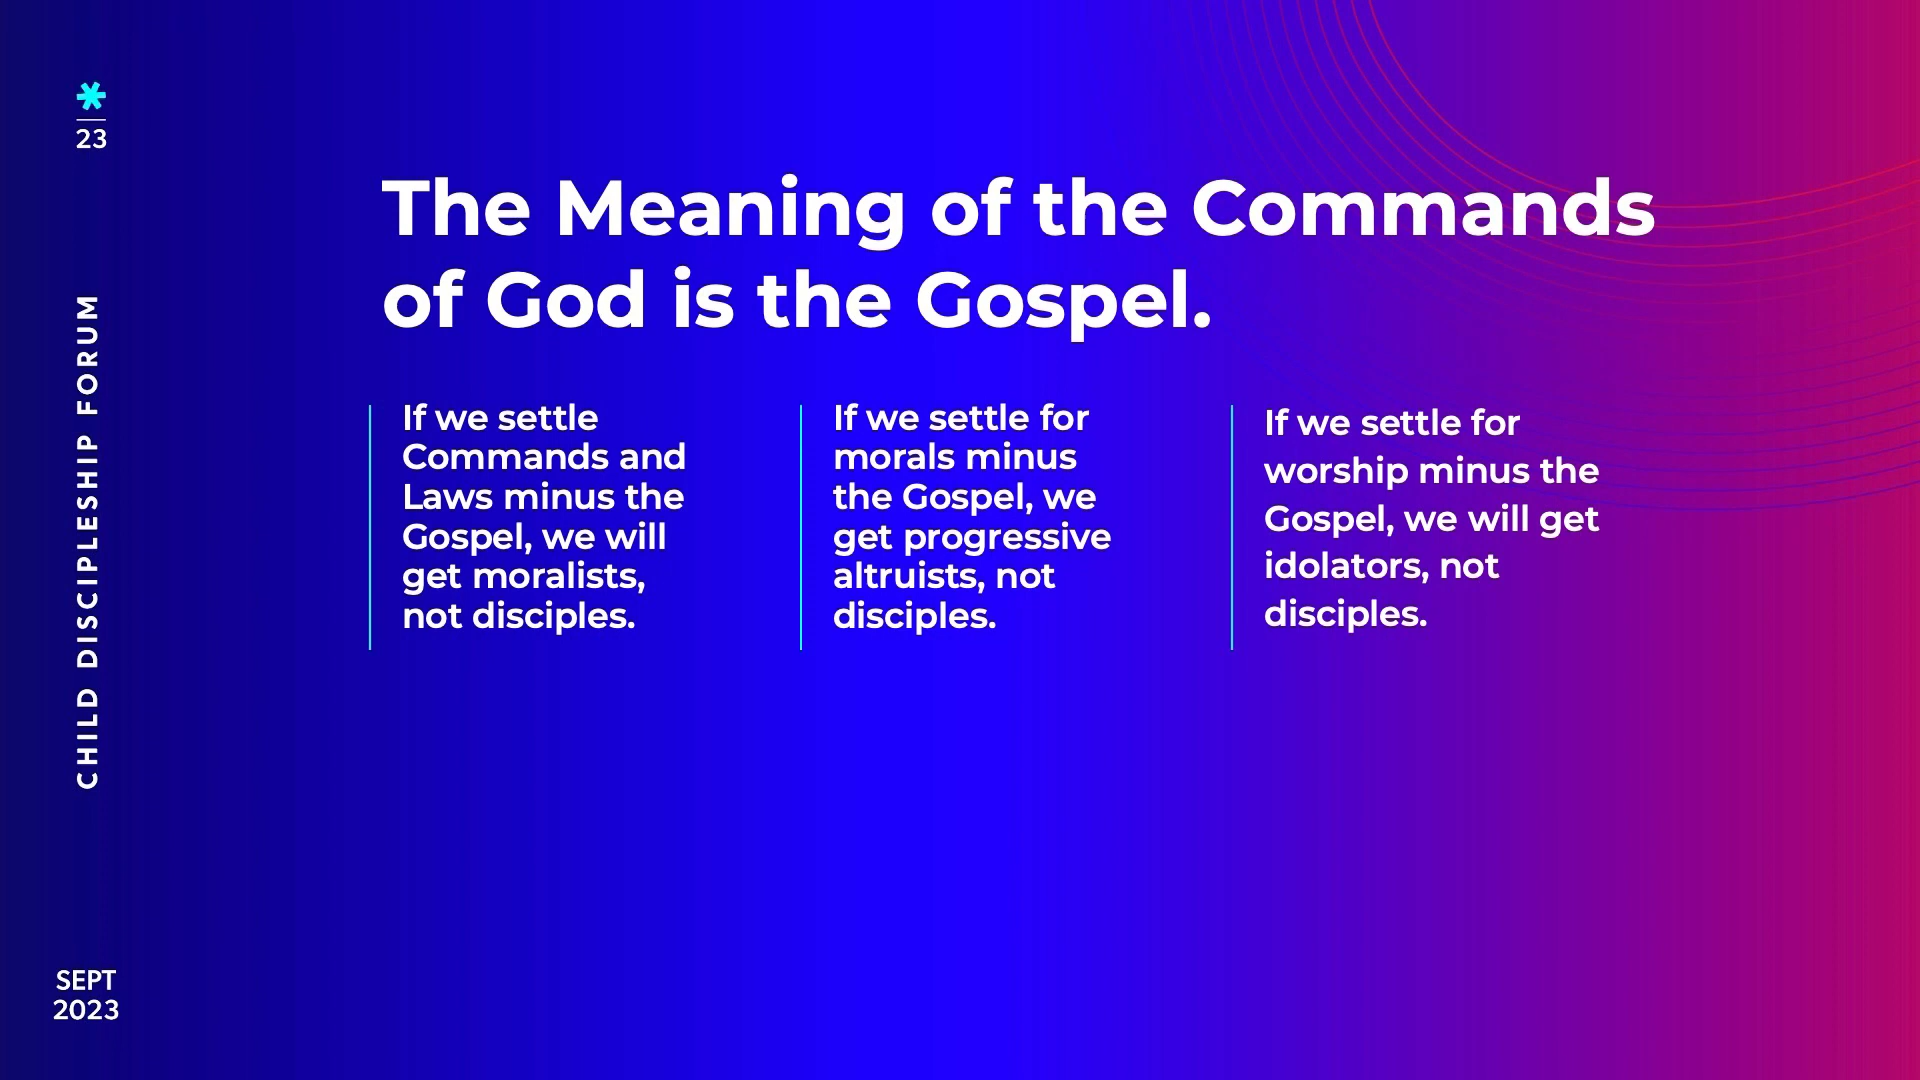 23
CHILD DISCIPLESHIP FORUM
SEPT
2023
The Meaning of the Commands
of God is the Gospel.
If we settle
Commands and
Laws minus the
Gospel, we will
get moralists,
not disciples.
If we settle for
morals minus
the Gospel, we
get progressive
altruists, not
disciples.
If we settle for
worship minus the
Gospel, we will get
idolators, not
disciples.